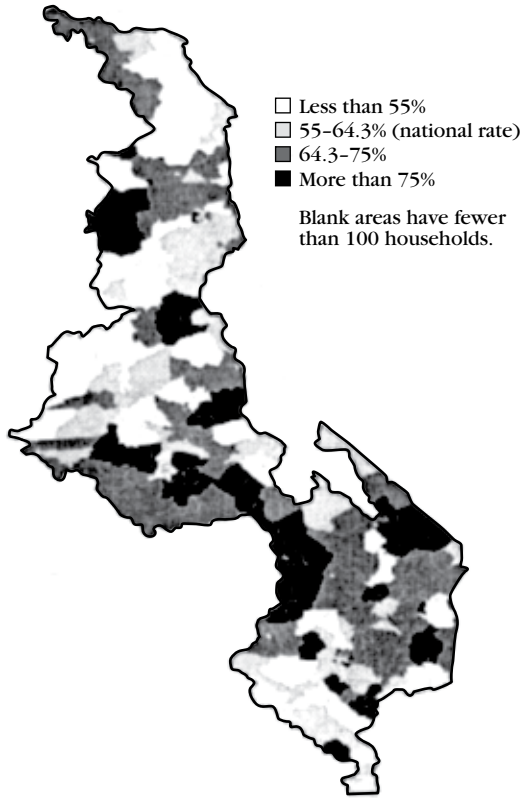 Less than 55%
55–64.3% (national rate)
64.3–75%
More than 75%
Blank areas have fewer
than 100 households.